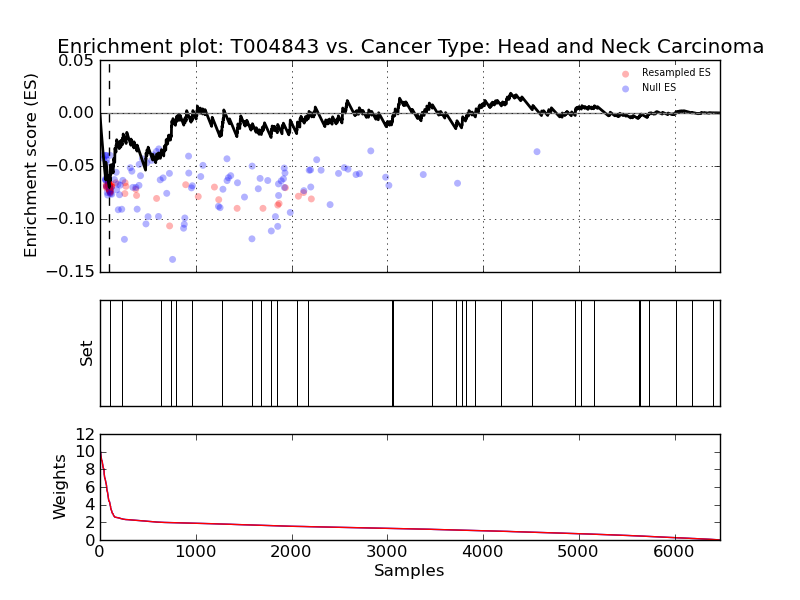 Enrichment plot: T004843 vs. Cancer Type: Head and Neck Carcinoma
0.05
0.00
−0.05
−0.10
−0.15
Enrichment score (ES)
Resampled ES
Null ES
Set
12
10
8
6
4
2
0
Weights
0 1000 2000 3000 4000 5000 6000
Samples